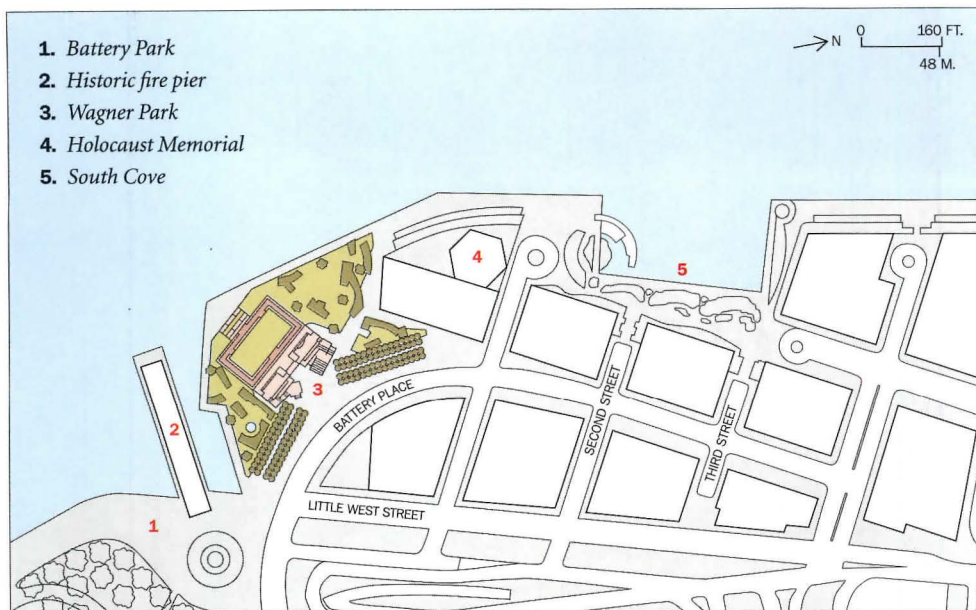 1. Battery Park
2. Historic fire pier
3. Wagner Park
4. Holocaust Memorial
5. South Cove
N
0 160 FT.
48 M.
4
5
3
BATTERY PLACE
SECOND STREET
THIRD STREET
2
LITTLE WEST STREET
1